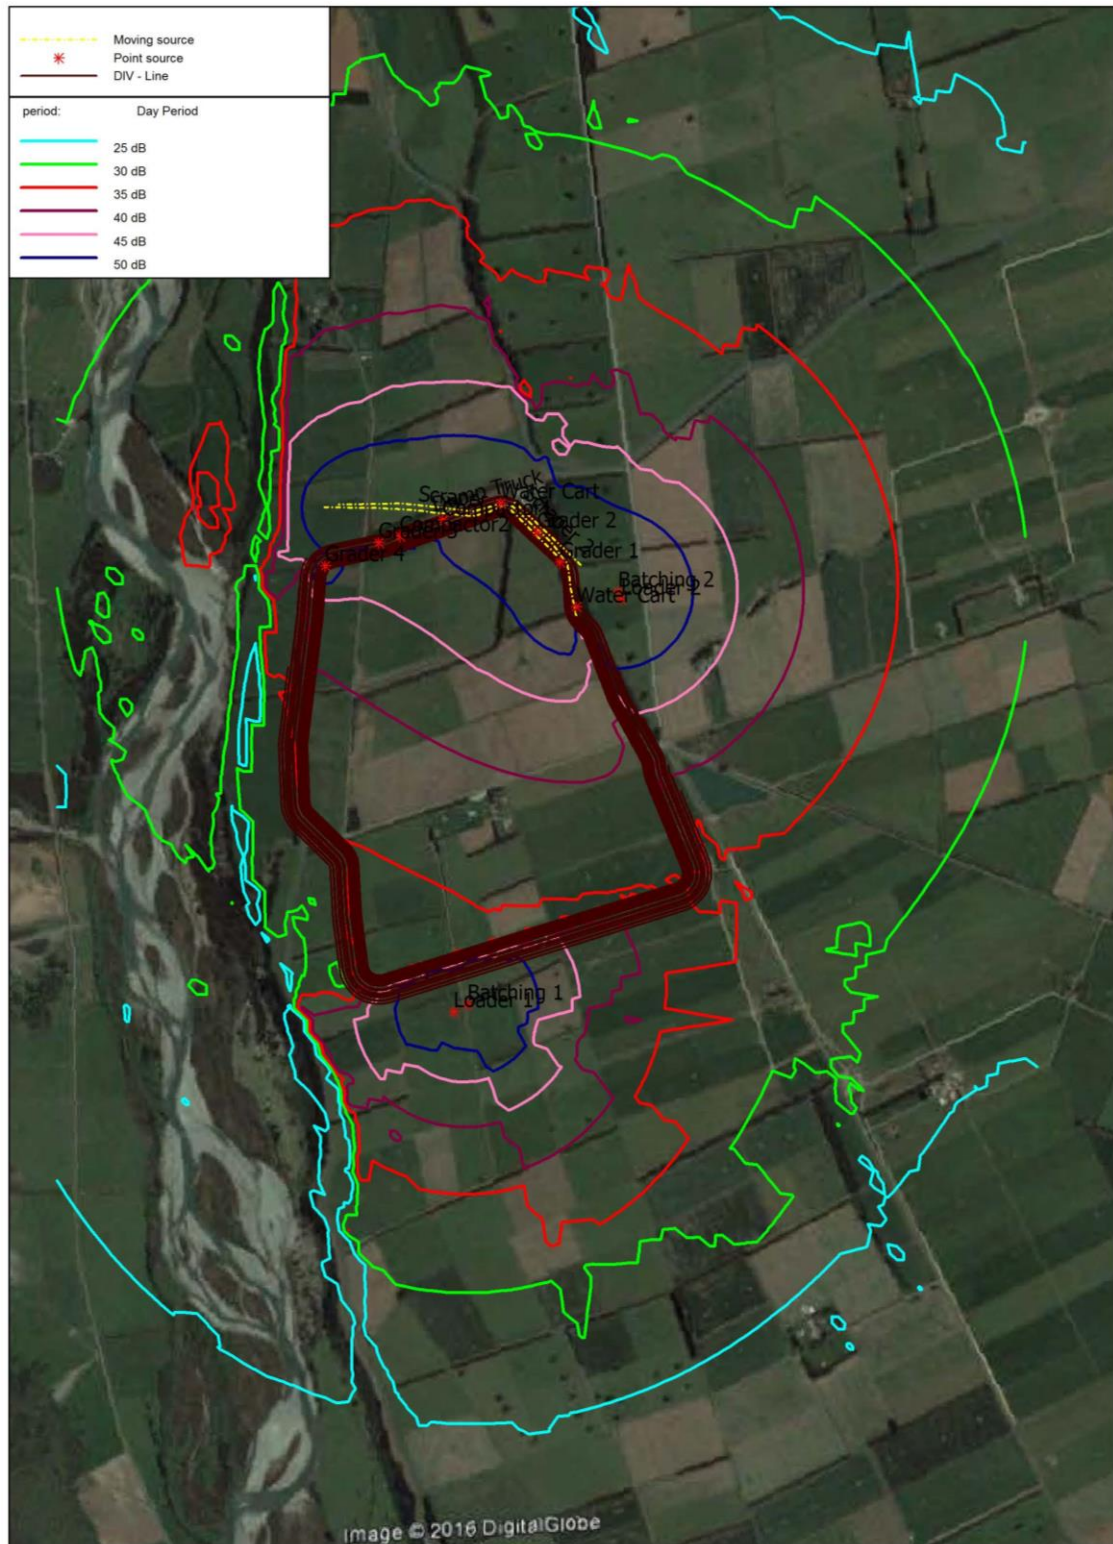 Moving source
Point source
DIV - Line
period: Day Period
25 dB
30 dB
35 dB
40 dB
45 dB
50 dB
Water Cart
Grader 2
Grader 4
Grader 1
Batching 2
Loader 2
Water Cart
Batching 1
Loader 1
Image © 2016 DigitalGlobe